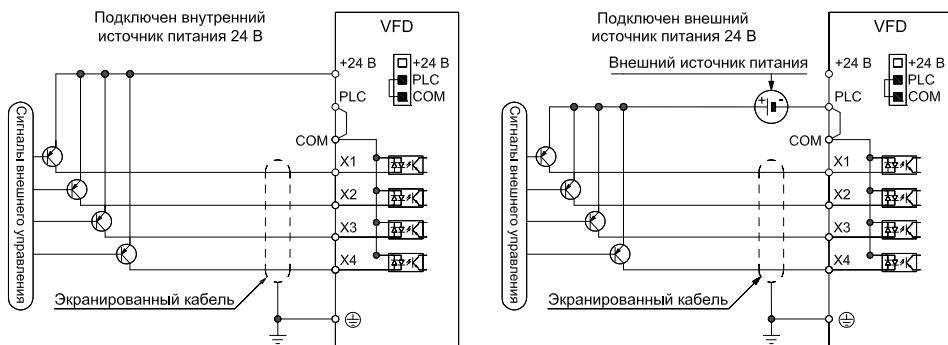 Подключен внутренний
источник питания 24 В
VFD
+24 В
+24 В
PLC
COM
PLC
COM
X1
X2
X3
X4
Сигналы внешнего управления
Экранированный кабель
Подключен внешний
источник питания 24 В
Внешний источник питания
+ -
VFD
+24 В
+24 В
PLC
COM
PLC
COM
X1
X2
X3
X4
Сигналы внешнего управления
Экранированный кабель